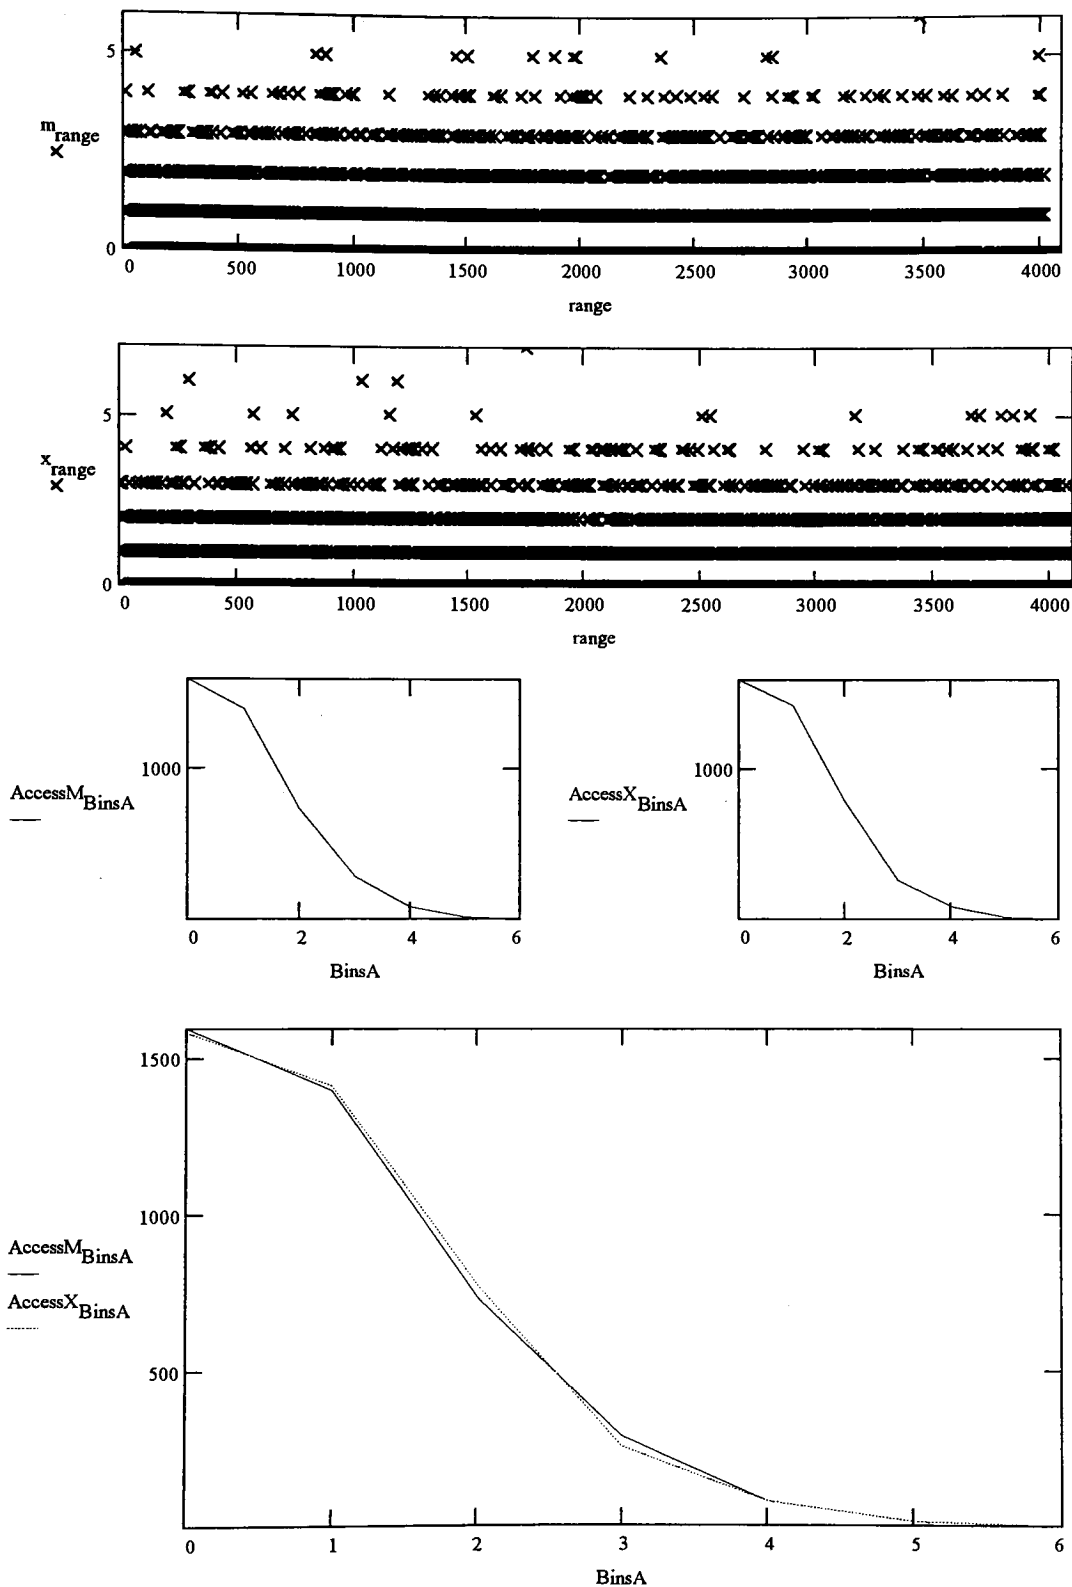 5
m range
0
0 500 1000 1500 2000 2500 3000 3500 4000
range
5
x range
0
0 500 1000 1500 2000 2500 3000 3500 4000
range
1000
AccessM BinsA
0 2 4 6
BinsA
1000
AccessX BinsA
0 2 4 6
BinsA
1500
1000
AccessM BinsA
AccessX BinsA
500
0 1 2 3 4 5 6
BinsA